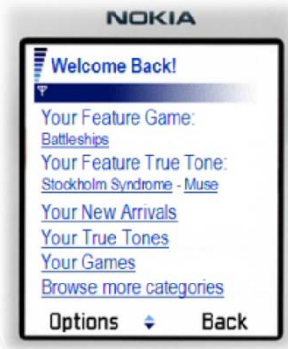 NOKIA
Welcome Back!
Your Feature Game:
Battleships
Your Feature True Tone:
Stockholm Syndrome - Muse
Your New Arrivals
Your True Tones
Your Games
Browse more categories
Options Back